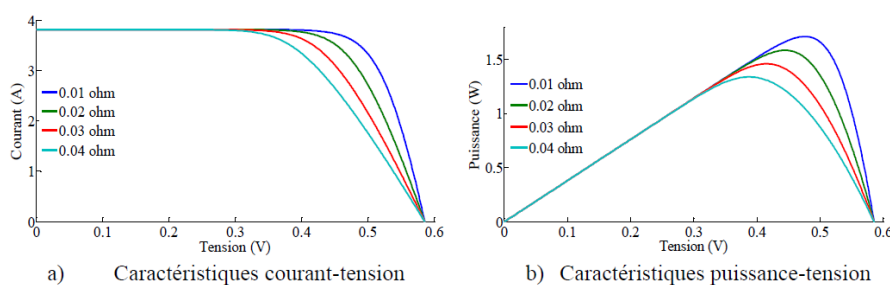 4
3
2
1
0
Courant (A)
0.01 ohm
0.02 ohm
0.03 ohm
0.04 ohm
0 0.1 0.2 0.3 0.4 0.5 0.6
Tension (V)
a) Caractéristiques courant-tension
1.5
1
0.5
0
Puissance (W)
0.01 ohm
0.02 ohm
0.03 ohm
0.04 ohm
0 0.1 0.2 0.3 0.4 0.5 0.6
Tension (V)
b) Caractéristiques puissance-tension